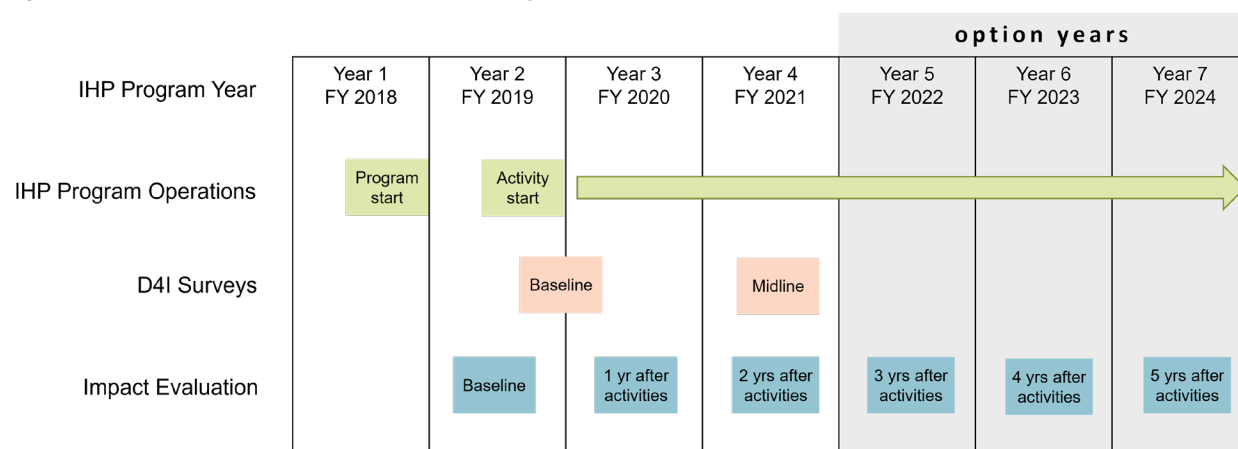 option years
IHP Program Year
Year 1
FY 2018
Year 2
FY 2019
Year 3
FY 2020
Year 4
FY 2021
Year 5
FY 2022
Year 6
FY 2023
Year 7
FY 2024
IHP Program Operations
Program
start
Activity
start
D4I Surveys
Baseline
Midline
Impact Evaluation
Baseline
1 yr after
activities
2 yrs after
activities
3 yrs after
activities
4 yrs after
activities
5 yrs after
activities